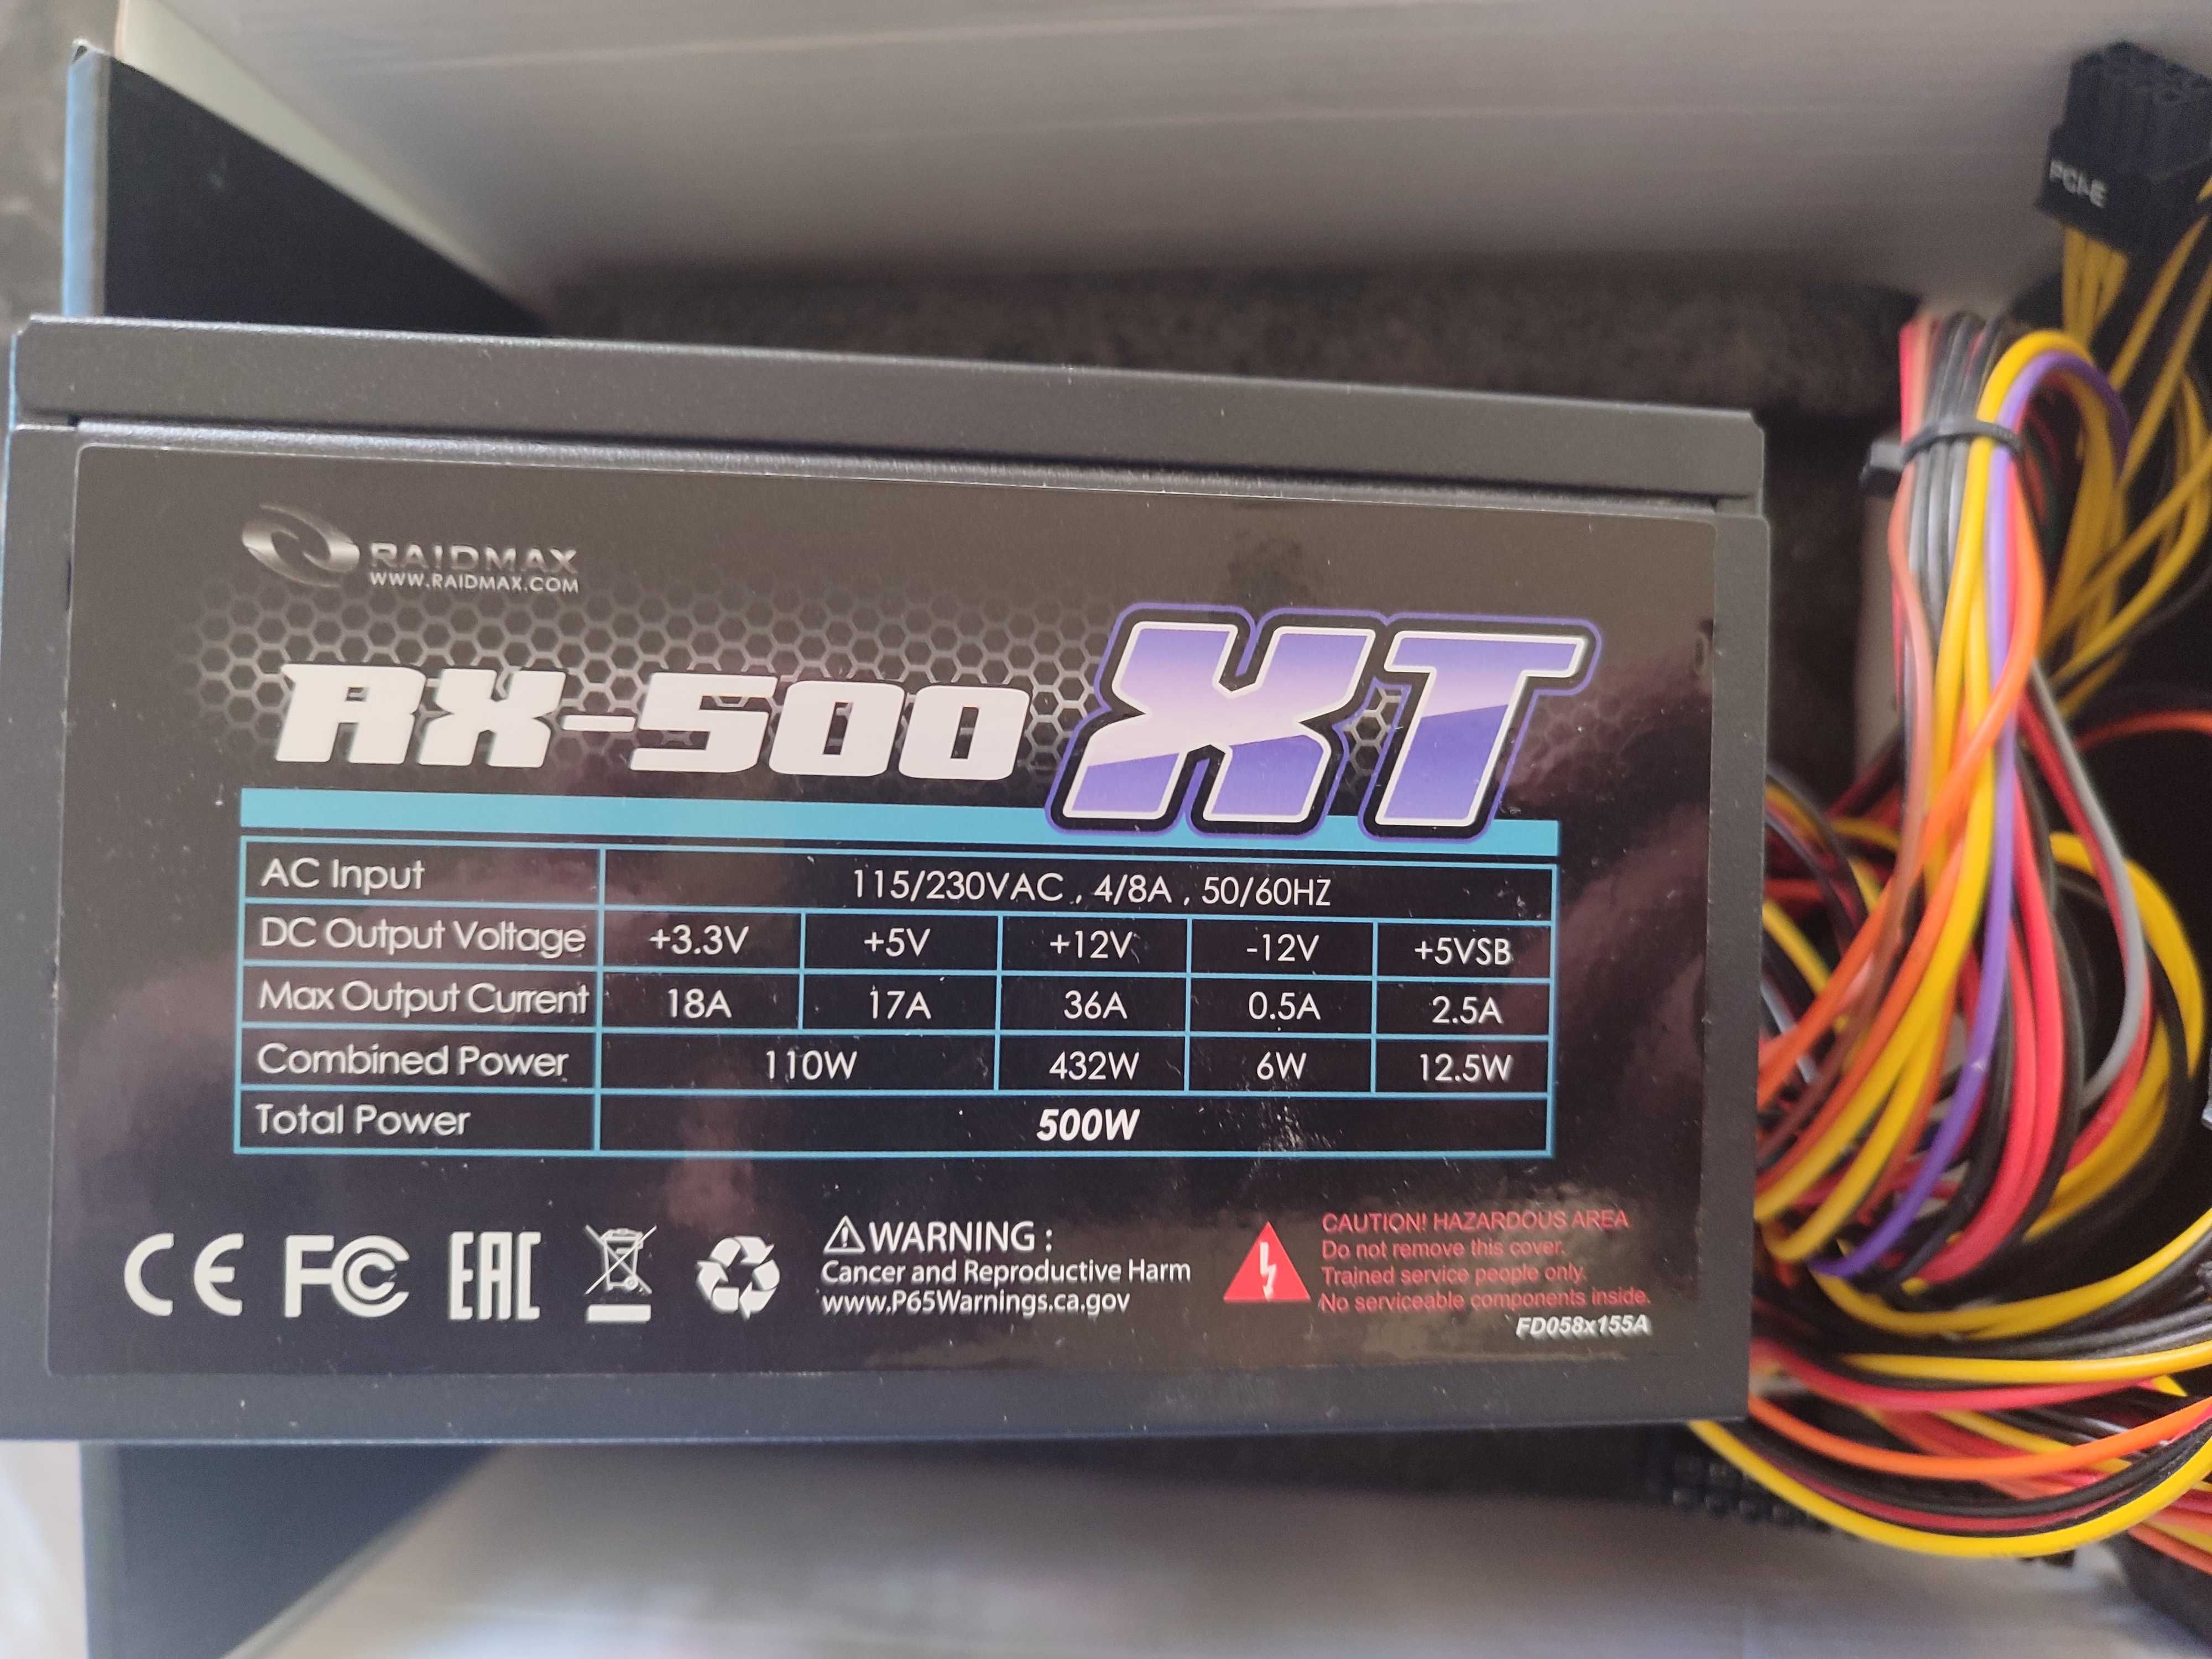 PCI-E
RAIDMAX
WWW.RAIDMAX.COM
RX-500 XT
AC Input 115/230VAC , 4/8A , 50/60HZ
DC Output Voltage +3.3V +5V +12V -12V +5VSB
Max Output Current 18A 17A 36A 0.5A 2.5A
Combined Power 110W 432W 6W 12.5W
Total Power 500W
CE FC EAC
WARNING :
Cancer and Reproductive Harm
www.P65Warnings.ca.gov
CAUTION! HAZARDOUS AREA
Do not remove this cover.
Trained service people only.
No serviceable components inside.
FD058x155A